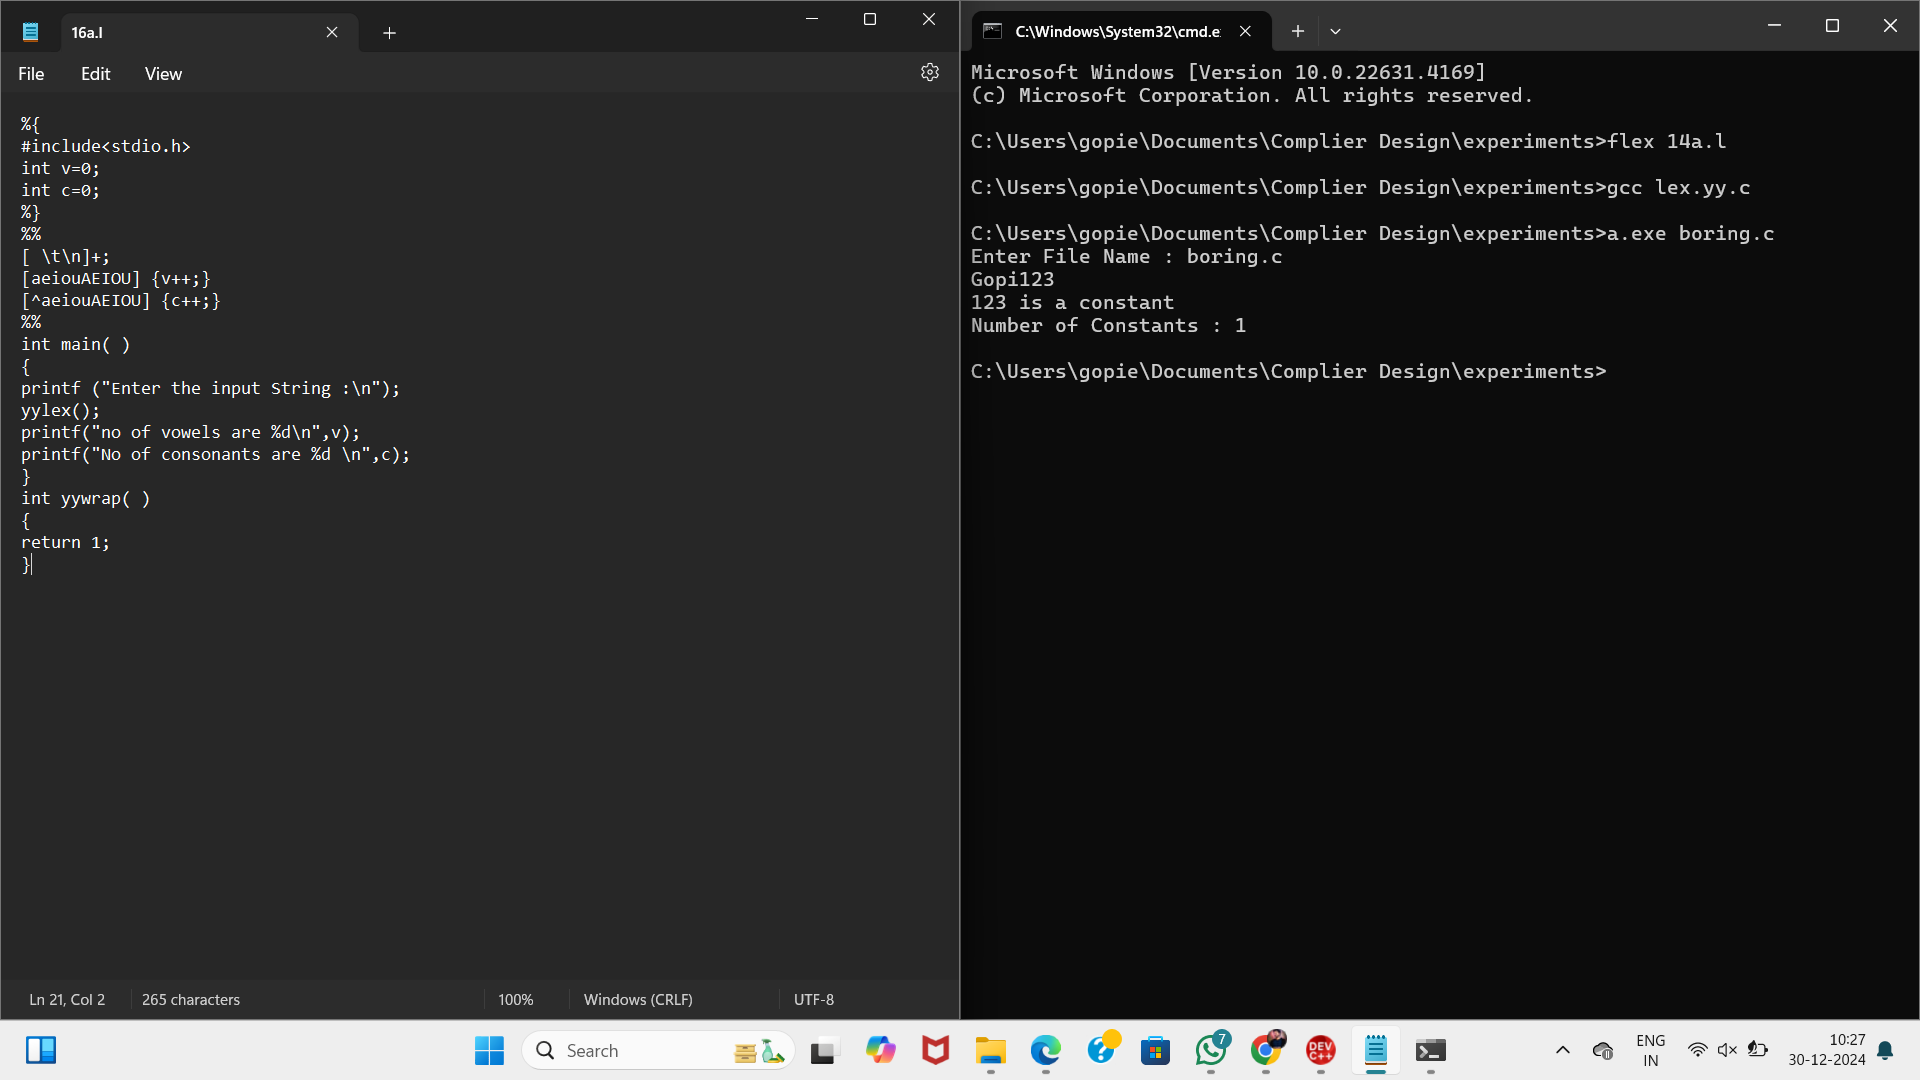 16a.l
File Edit View
%{
#include<stdio.h>
int v=0;
int c=0;
%}
%%
[ \t\n]+;
[aeiouAEIOU] {v++;}
[^aeiouAEIOU] {c++;}
%%
int main( )
{
printf ("Enter the input String :\n");
yylex();
printf("no of vowels are %d\n",v);
printf("No of consonants are %d \n",c);
}
int yywrap( )
{
return 1;
}
Ln 21, Col 2 265 characters 100% Windows (CRLF) UTF-8
C:\Windows\System32\cmd.e
Microsoft Windows [Version 10.0.22631.4169]
(c) Microsoft Corporation. All rights reserved.
C:\Users\gopie\Documents\Complier Design\experiments>flex 14a.l
C:\Users\gopie\Documents\Complier Design\experiments>gcc lex.yy.c
C:\Users\gopie\Documents\Complier Design\experiments>a.exe boring.c
Enter File Name : boring.c
Gopi123
123 is a constant
Number of Constants : 1
C:\Users\gopie\Documents\Complier Design\experiments>
Search
7
DEV
C++
ENG
IN
10:27
30-12-2024